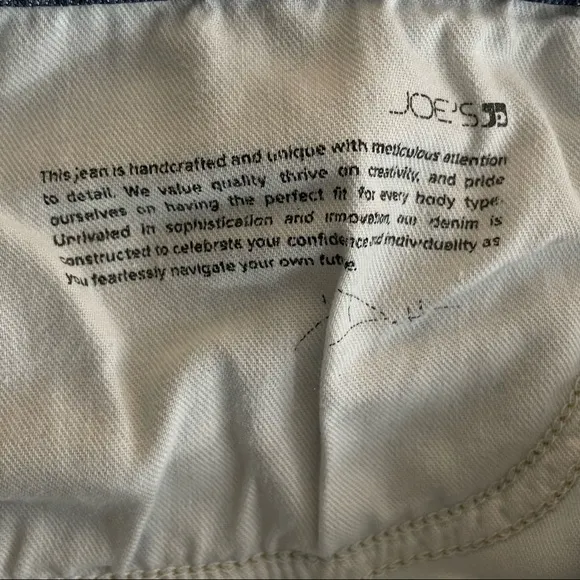 JOE'S
This jean is handcrafted and unique with meticulous attention
to detail. We value quality thrive on creativity, and pride
ourselves on having the perfect fit for every body type.
Unrivaled in sophistication and innovation, our denim is
constructed to celebrate your confidence and individuality as
you fearlessly navigate your own future.